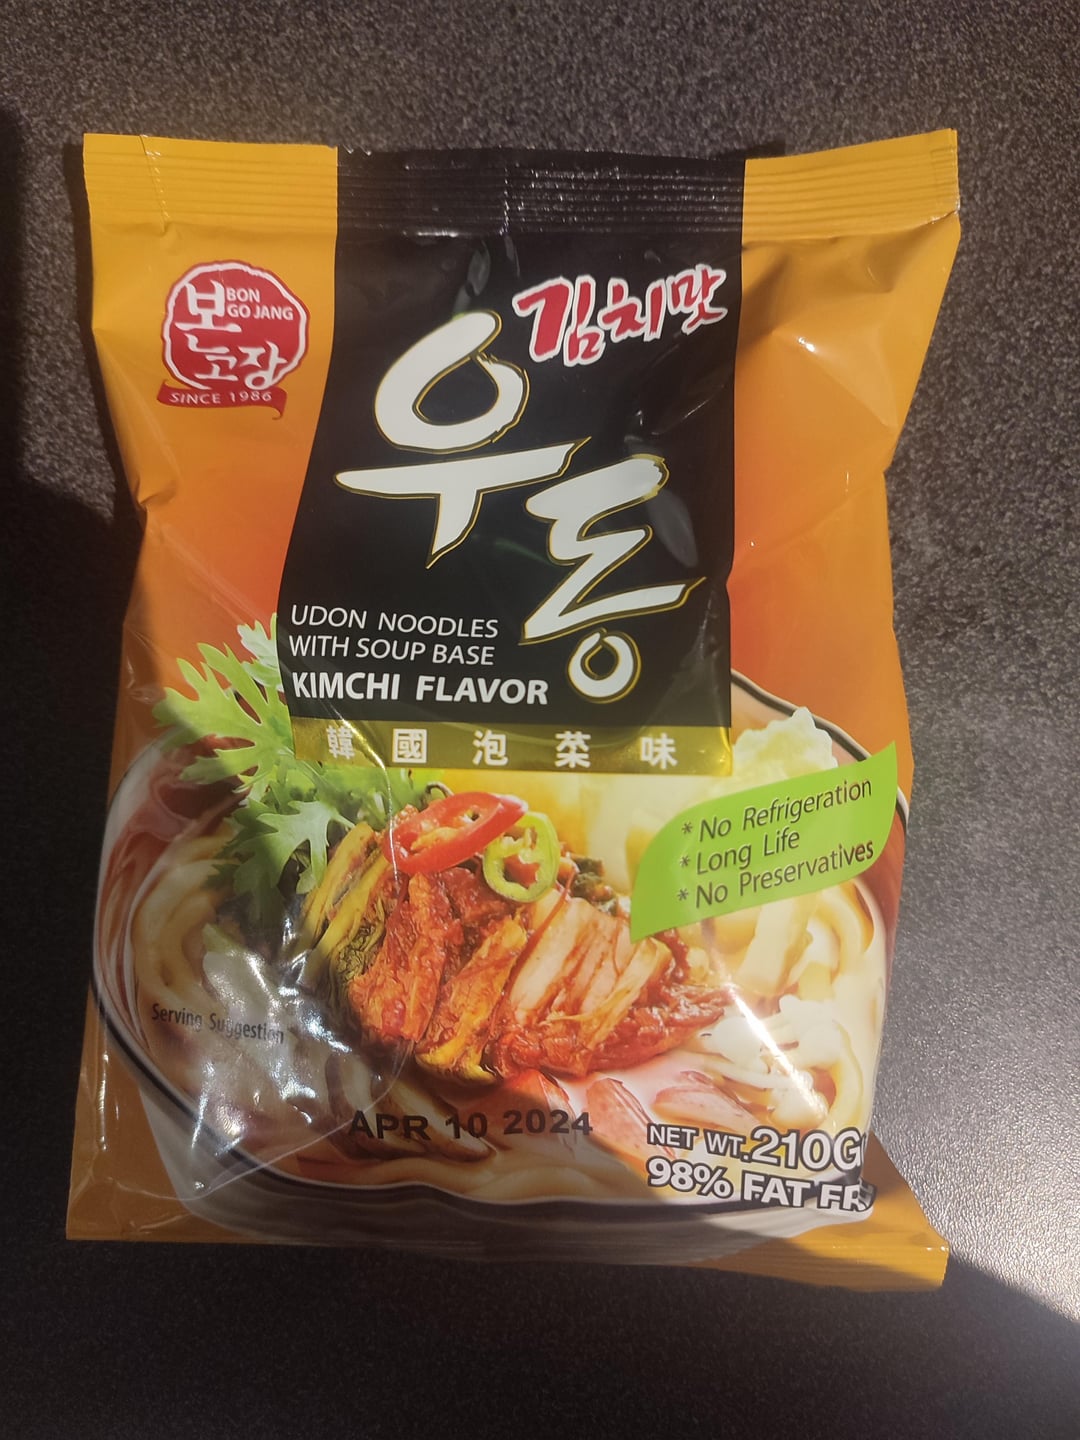 본고장
BON
GO JANG
SINCE 1986
김치맛
우동
UDON NOODLES
WITH SOUP BASE
KIMCHI FLAVOR
韓國泡菜味
* No Refrigeration
* Long Life
* No Preservatives
Serving Suggestion
APR 10 2024
NET WT.210G
98% FAT FR